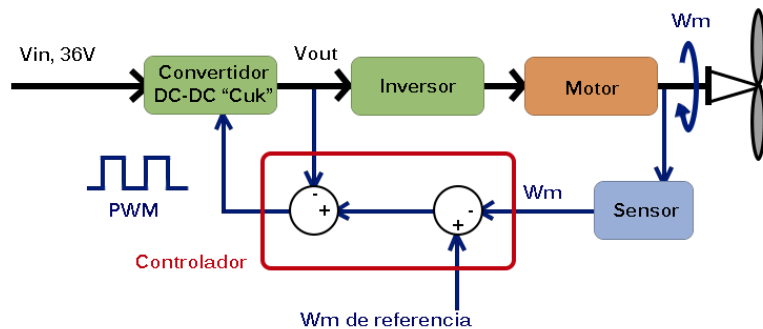 Vin, 36V
Convertidor
DC-DC “Cuk”
Vout
Inversor
Motor
Wm
PWM
-
+
-
+
Wm
Sensor
Controlador
Wm de referencia